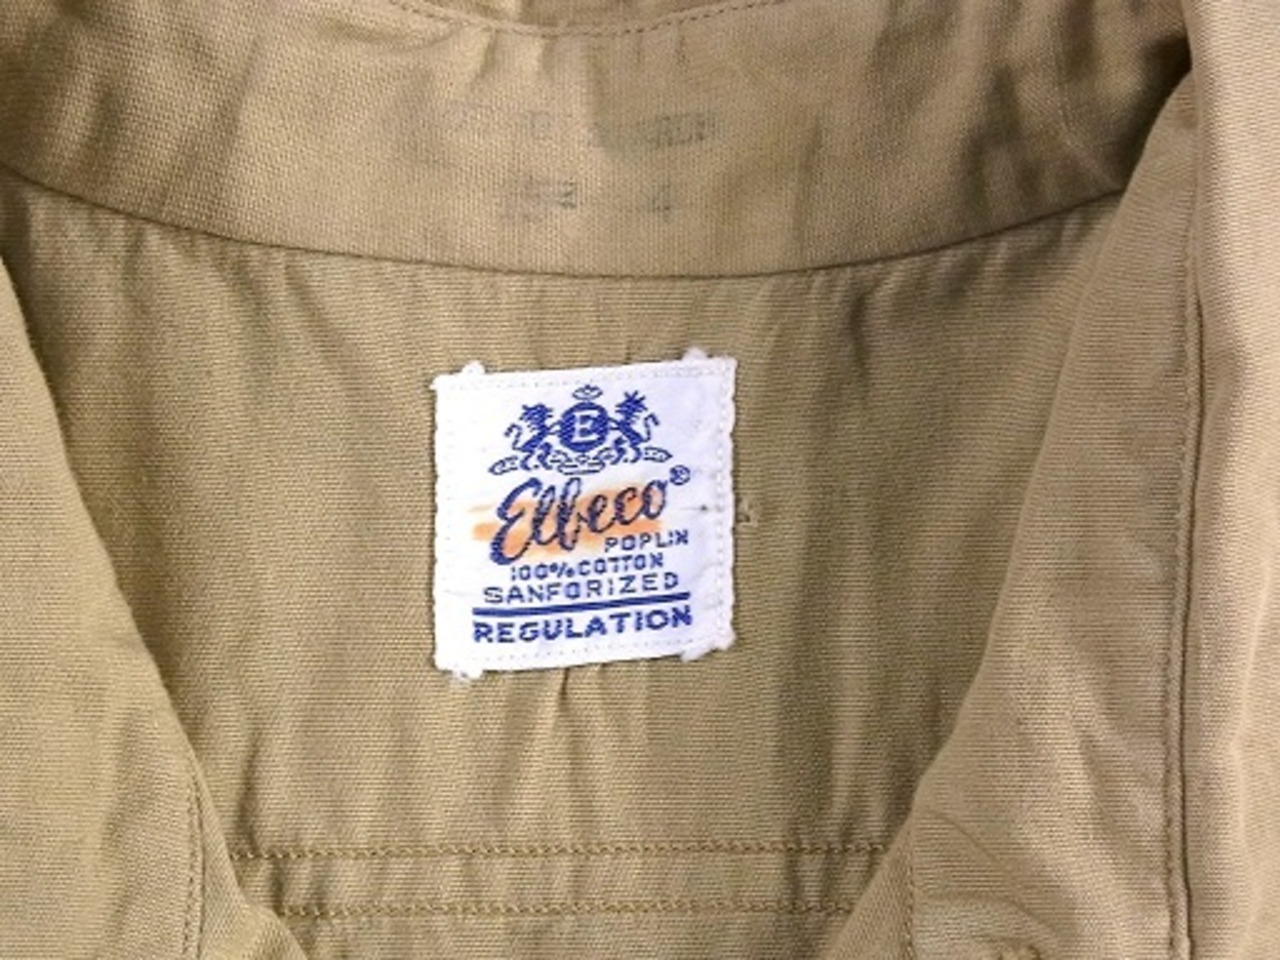 E
Elbeco®
POPLIN
100% COTTON
SANFORIZED
REGULATION